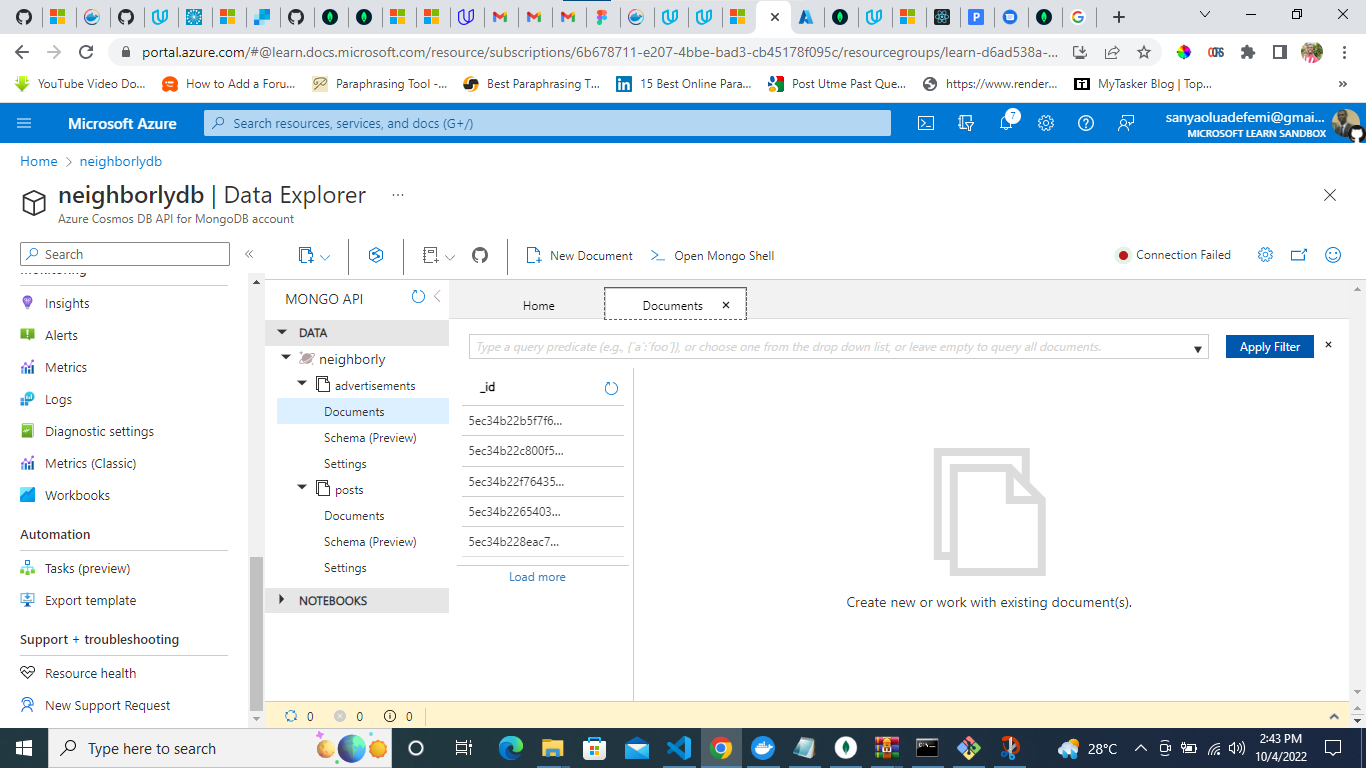 portal.azure.com/#@learn.docs.microsoft.com/resource/subscriptions/6b678711-e207-4bbe-bad3-cb45178f095c/resourcegroups/learn-d6ad538a-...
YouTube Video Do... How to Add a Foru... Paraphrasing Tool -... Best Paraphrasing T... 15 Best Online Para... Post Utme Past Que... https://www.render... MyTasker Blog | Top... »
Microsoft Azure Search resources, services, and docs (G+/) 7 sanyaoluadefemi@gmai...
MICROSOFT LEARN SANDBOX
Home > neighborlydb
neighborlydb | Data Explorer ...
Azure Cosmos DB API for MongoDB account
Search «
New Document Open Mongo Shell Connection Failed
Monitoring
Insights
Alerts
Metrics
Logs
Diagnostic settings
Metrics (Classic)
Workbooks
Automation
Tasks (preview)
Export template
Support + troubleshooting
Resource health
New Support Request
MONGO API
DATA
neighborly
advertisements
Documents
Schema (Preview)
Settings
posts
Documents
Schema (Preview)
Settings
NOTEBOOKS
Home Documents
Type a query predicate (e.g., {´a´:´foo´}), or choose one from the drop down list, or leave empty to query all documents.
Apply Filter
_id
5ec34b22b5f7f6...
5ec34b22c800f5...
5ec34b22f76435...
5ec34b2265403...
5ec34b228eac7...
Load more
Create new or work with existing document(s).
0 0 0
Type here to search
28°C
2:43 PM
10/4/2022